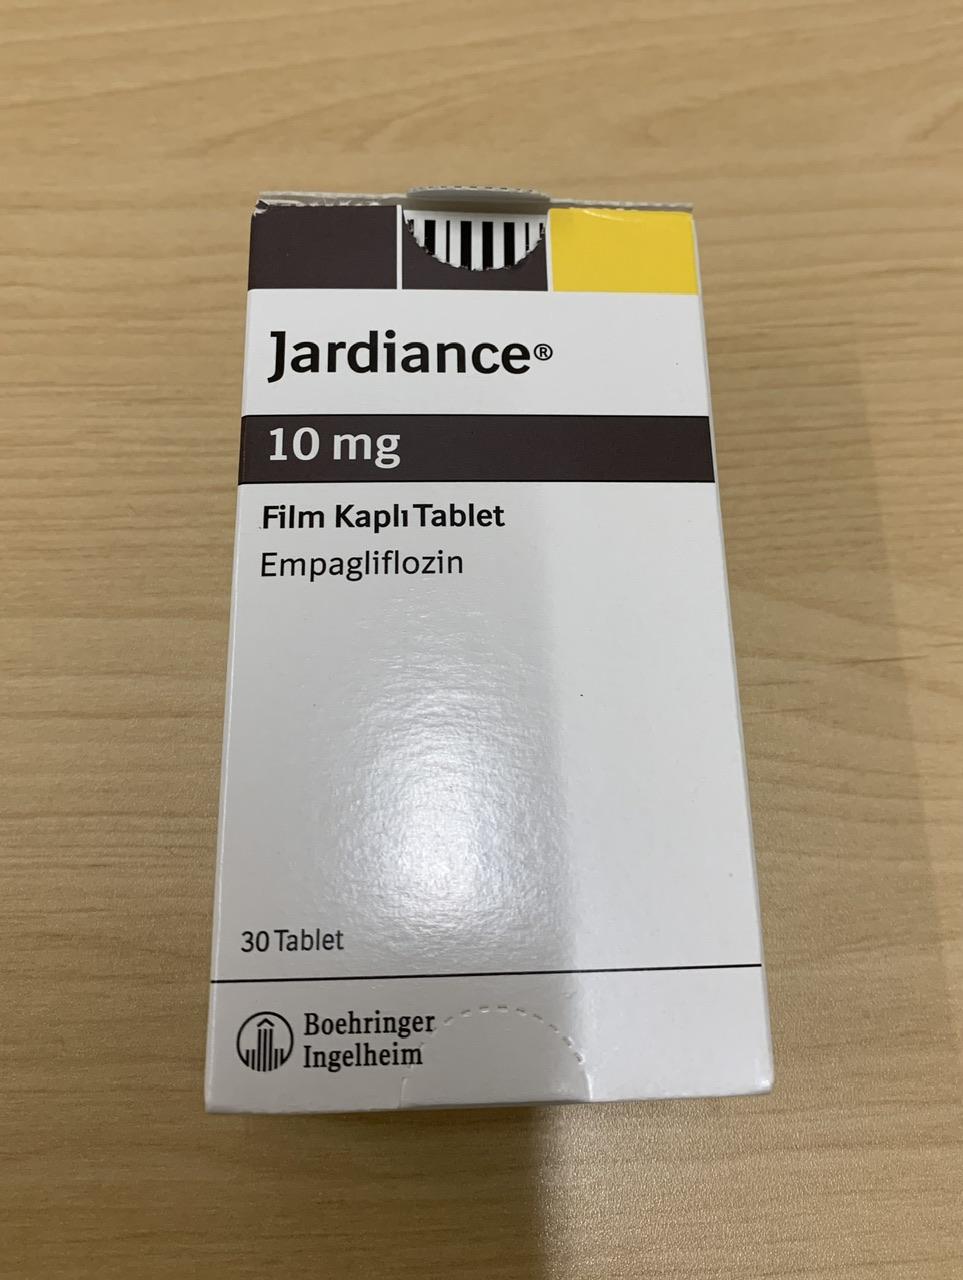 Jardiance®
10 mg
Film Kaplı Tablet
Empagliflozin
30 Tablet
Boehringer
Ingelheim